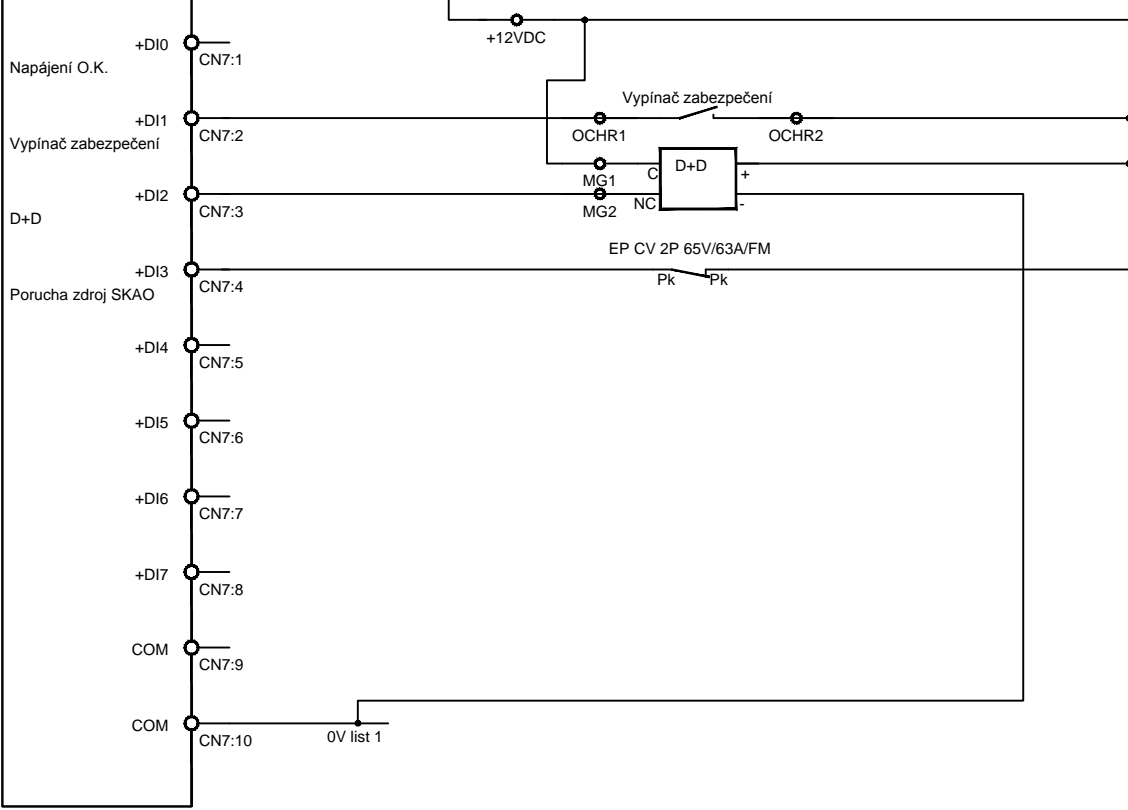 +12VDC
+DI0
CN7:1
Napájení O.K.
Vypínač zabezpečení
+DI1
CN7:2
OCHR1
OCHR2
Vypínač zabezpečení
MG1
C
D+D
+
+DI2
CN7:3
MG2
NC
-
D+D
EP CV 2P 65V/63A/FM
+DI3
CN7:4
Pk
Pk
Porucha zdroj SKAO
+DI4
CN7:5
+DI5
CN7:6
+DI6
CN7:7
+DI7
CN7:8
COM
CN7:9
COM
CN7:10
0V list 1